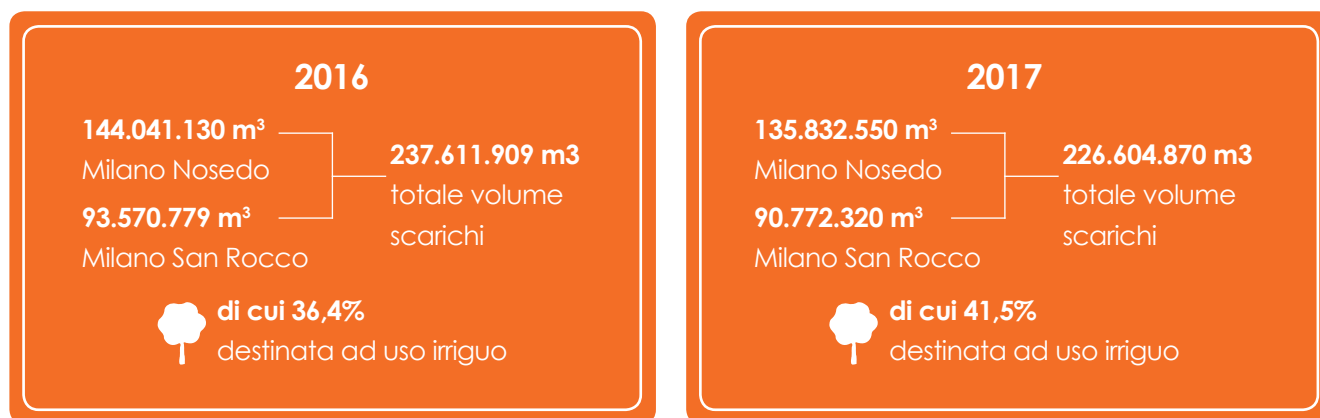 2016
144.041.130 m³
Milano Nosedo
93.570.779 m³
Milano San Rocco
237.611.909 m3
totale volume
scarichi
di cui 36,4%
destinata ad uso irriguo
2017
135.832.550 m³
Milano Nosedo
90.772.320 m³
Milano San Rocco
226.604.870 m3
totale volume
scarichi
di cui 41,5%
destinata ad uso irriguo